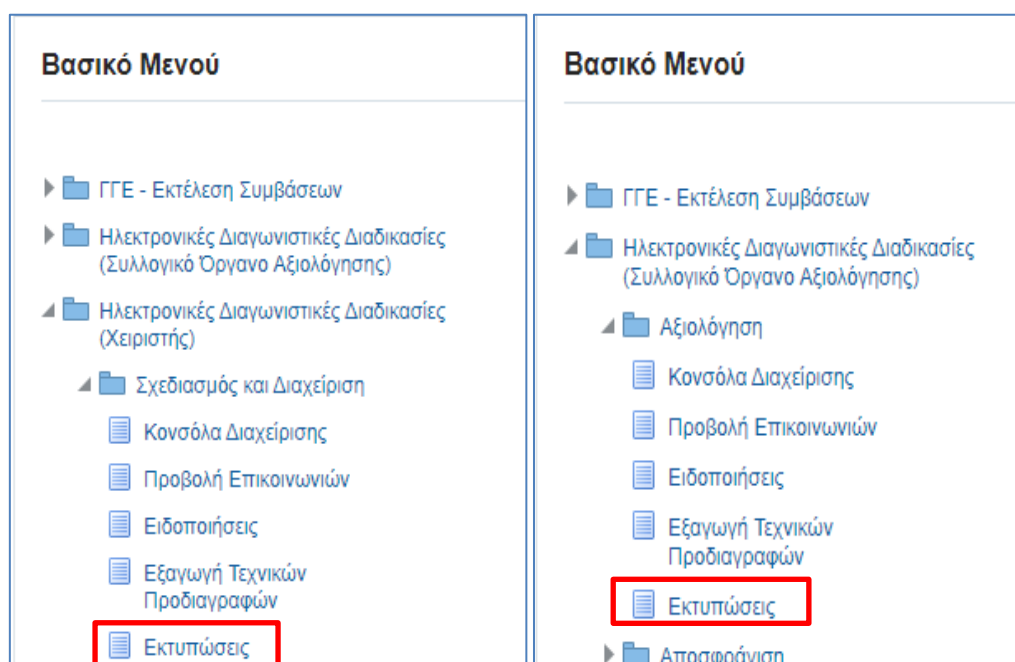 Βασικό Μενού
ΓΓΕ - Εκτέλεση Συμβάσεων
Ηλεκτρονικές Διαγωνιστικές Διαδικασίες
(Συλλογικό Όργανο Αξιολόγησης)
Ηλεκτρονικές Διαγωνιστικές Διαδικασίες
(Χειριστής)
Σχεδιασμός και Διαχείριση
Κονσόλα Διαχείρισης
Προβολή Επικοινωνιών
Ειδοποιήσεις
Εξαγωγή Τεχνικών
Προδιαγραφών
Εκτυπώσεις
Βασικό Μενού
ΓΓΕ - Εκτέλεση Συμβάσεων
Ηλεκτρονικές Διαγωνιστικές Διαδικασίες
(Συλλογικό Όργανο Αξιολόγησης)
Αξιολόγηση
Κονσόλα Διαχείρισης
Προβολή Επικοινωνιών
Ειδοποιήσεις
Εξαγωγή Τεχνικών
Προδιαγραφών
Εκτυπώσεις
Αποσφράγιση